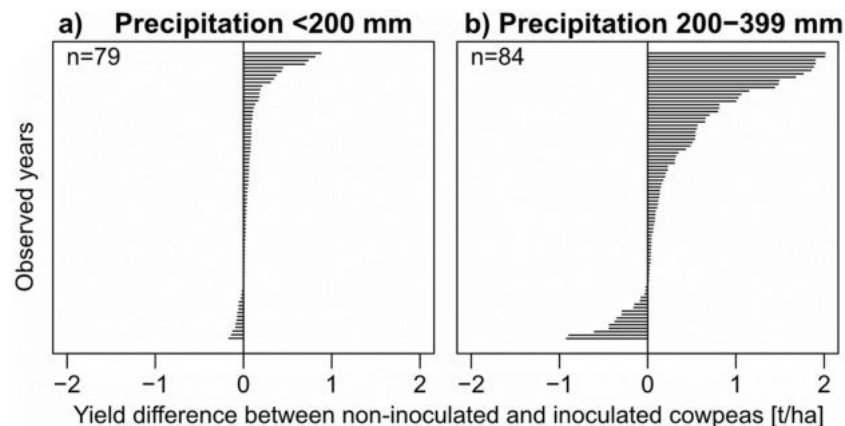 a) Precipitation <200 mm
b) Precipitation 200−399 mm
n=79
n=84
Observed years
−2 −1 0 1 2
−2 −1 0 1 2
Yield difference between non-inoculated and inoculated cowpeas [t/ha]